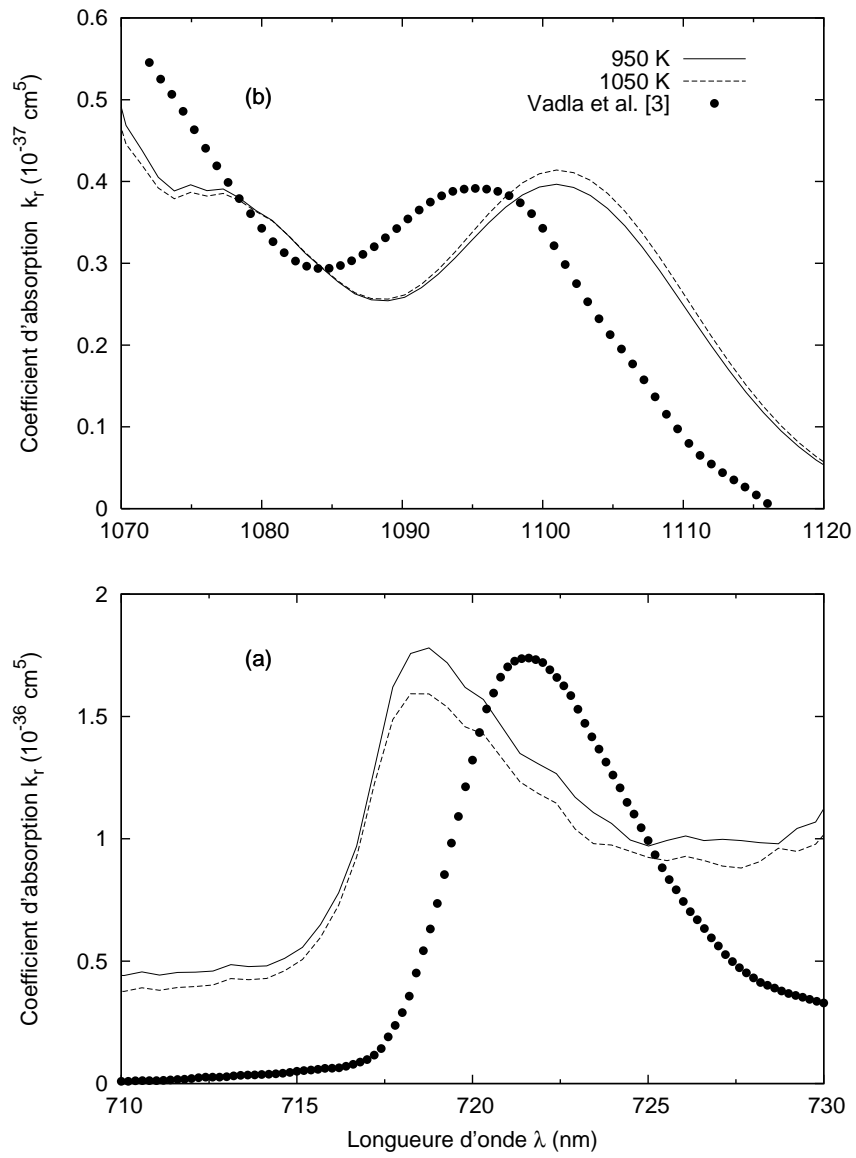 0.6
0.5
0.4
0.3
0.2
0.1
0
Coefficient d'absorption k_r (10^-37 cm^5)
(b)
950 K
1050 K
Vadla et al. [3]
1070 1080 1090 1100 1110 1120
2
1.5
1
0.5
0
Coefficient d'absorption k_r (10^-36 cm^5)
(a)
710 715 720 725 730
Longueure d'onde λ (nm)